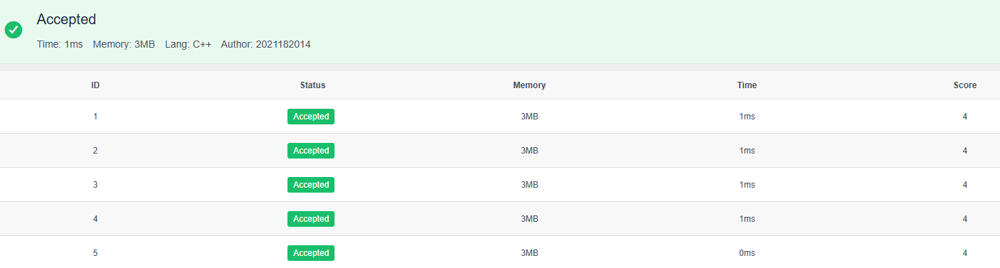 Accepted
Time: 1ms Memory: 3MB Lang: C++ Author: 2021182014
ID Status Memory Time Score
1 Accepted 3MB 1ms 4
2 Accepted 3MB 1ms 4
3 Accepted 3MB 1ms 4
4 Accepted 3MB 1ms 4
5 Accepted 3MB 0ms 4